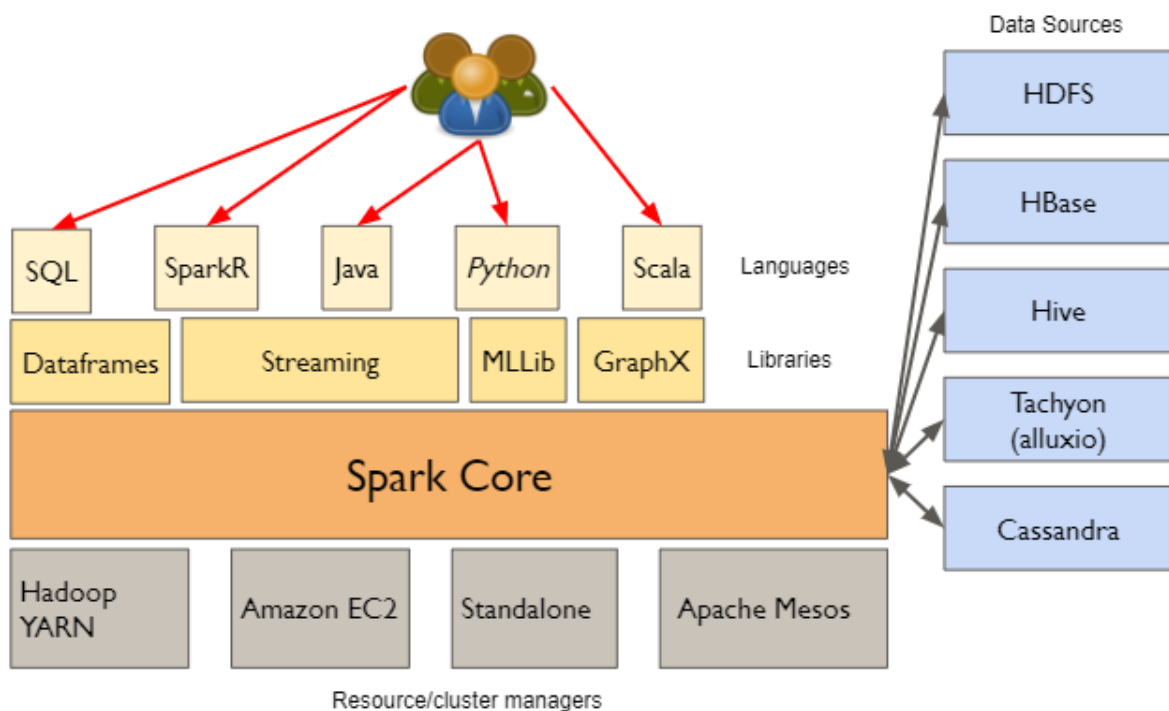 Data Sources
HDFS
HBase
Hive
Tachyon
(alluxio)
Cassandra
SQL
SparkR
Java
Python
Scala
Languages
Dataframes
Streaming
MLLib
GraphX
Libraries
Spark Core
Hadoop
YARN
Amazon EC2
Standalone
Apache Mesos
Resource/cluster managers